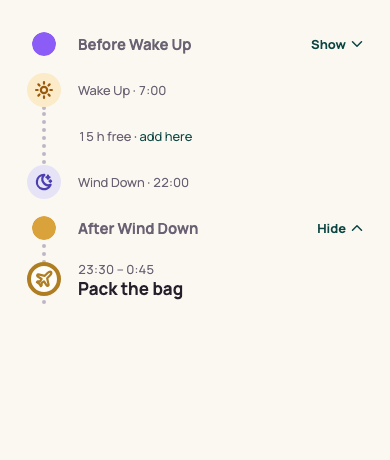 Before Wake Up
Show
Wake Up · 7:00
15 h free · add here
Wind Down · 22:00
After Wind Down
Hide
23:30 – 0:45
Pack the bag